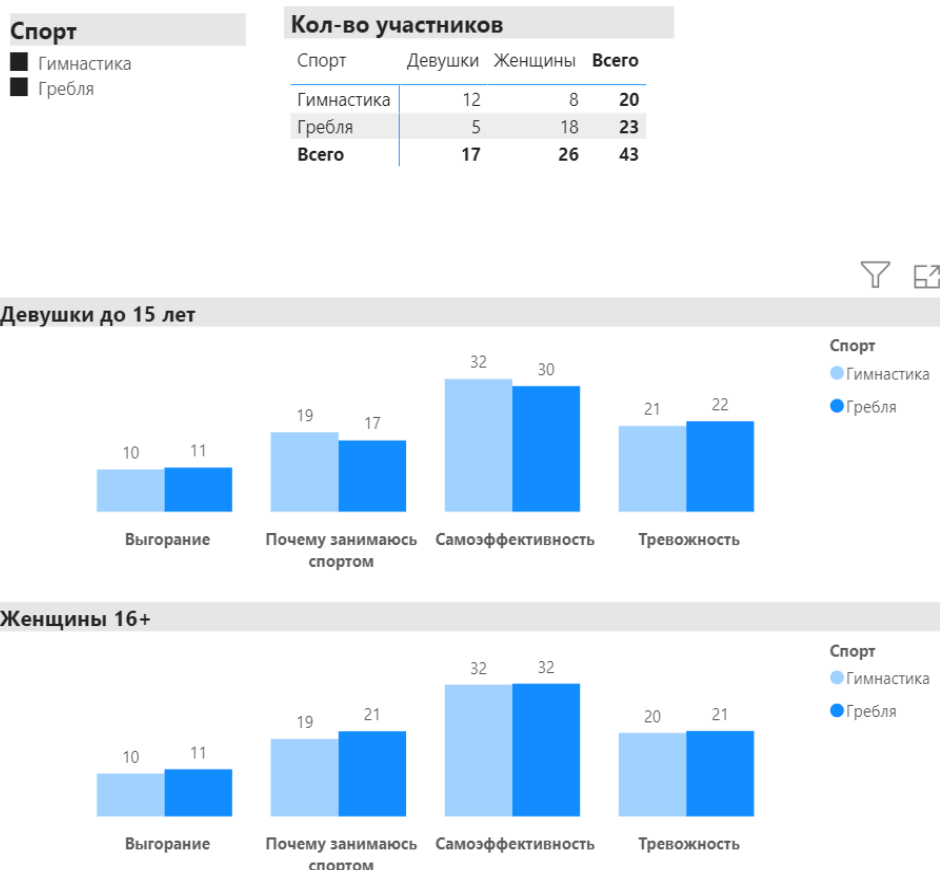 Спорт
Гимнастика
Гребля
Кол-во участников
Спорт Девушки Женщины Всего
Гимнастика 12 8 20
Гребля 5 18 23
Всего 17 26 43
Девушки до 15 лет
Спорт
Гимнастика
Гребля
10 11 19 17 32 30 21 22
Выгорание Почему занимаюсь Самоэффективность Тревожность
спортом
Женщины 16+
Спорт
Гимнастика
Гребля
10 11 19 21 32 32 20 21
Выгорание Почему занимаюсь Самоэффективность Тревожность
спортом